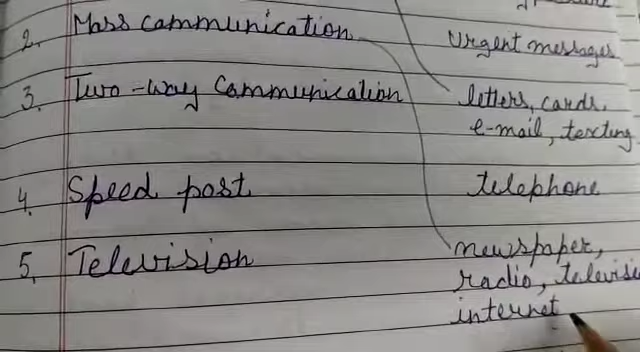 2. Mass communication
Urgent messages
3. Two-way Communication
letters, cards,
e-mail, texting
4. Speed post
telephone
5. Television
newspaper,
radio, televisi
internet